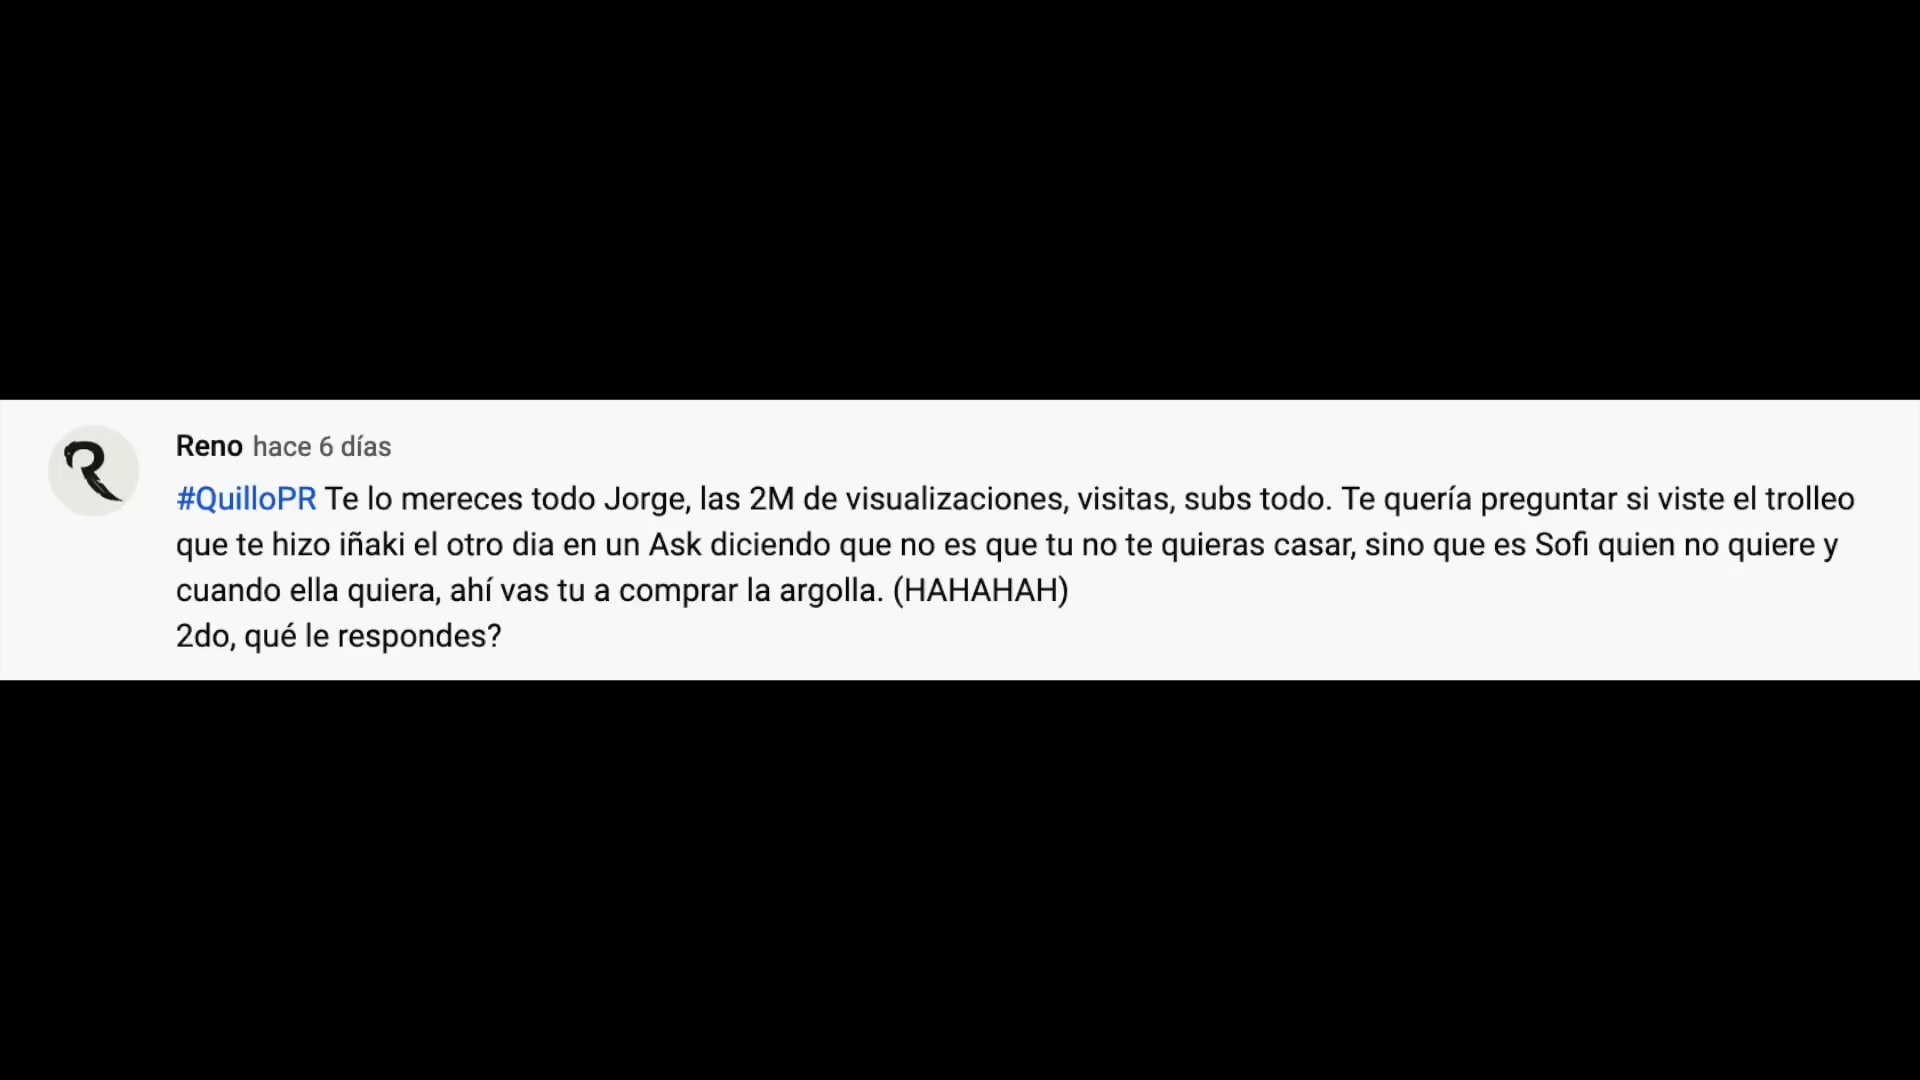 Reno hace 6 días
#QuilloPR Te lo mereces todo Jorge, las 2M de visualizaciones, visitas, subs todo. Te quería preguntar si viste el trolleo
que te hizo iñaki el otro dia en un Ask diciendo que no es que tu no te quieras casar, sino que es Sofi quien no quiere y
cuando ella quiera, ahí vas tu a comprar la argolla. (HAHAHAH)
2do, qué le respondes?